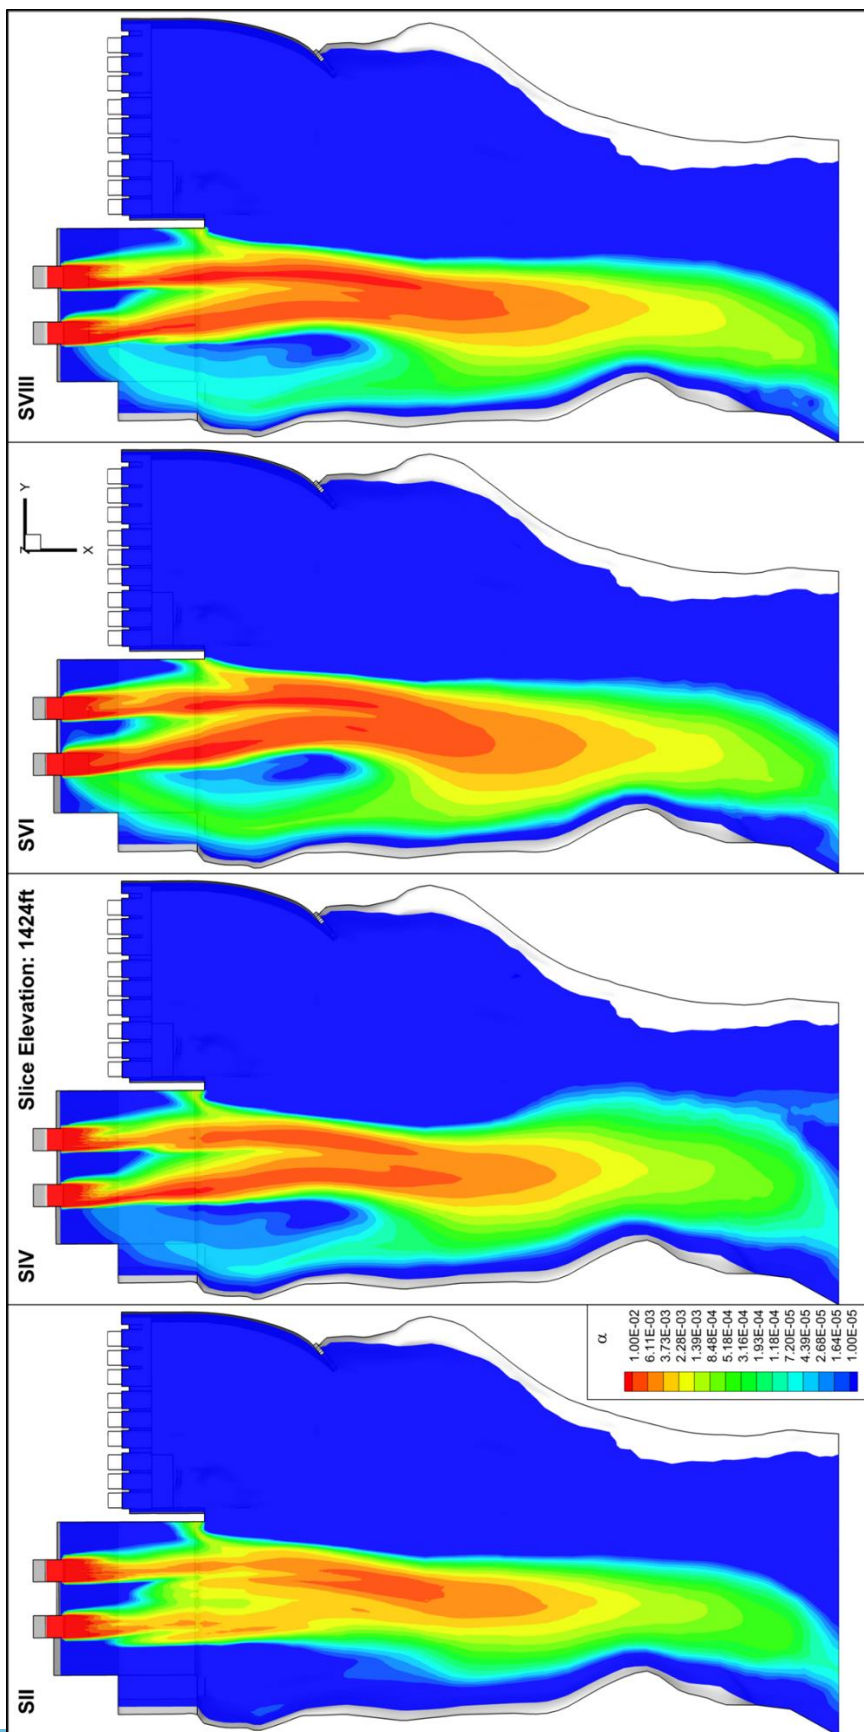 SVIII
SVI
Z
Y
X
Slice Elevation: 1424ft
SIV
SII
α
1.00E-02
6.11E-03
3.73E-03
2.28E-03
1.39E-03
8.48E-04
5.18E-04
3.16E-04
1.93E-04
1.18E-04
7.20E-05
4.39E-05
2.68E-05
1.64E-05
1.00E-05